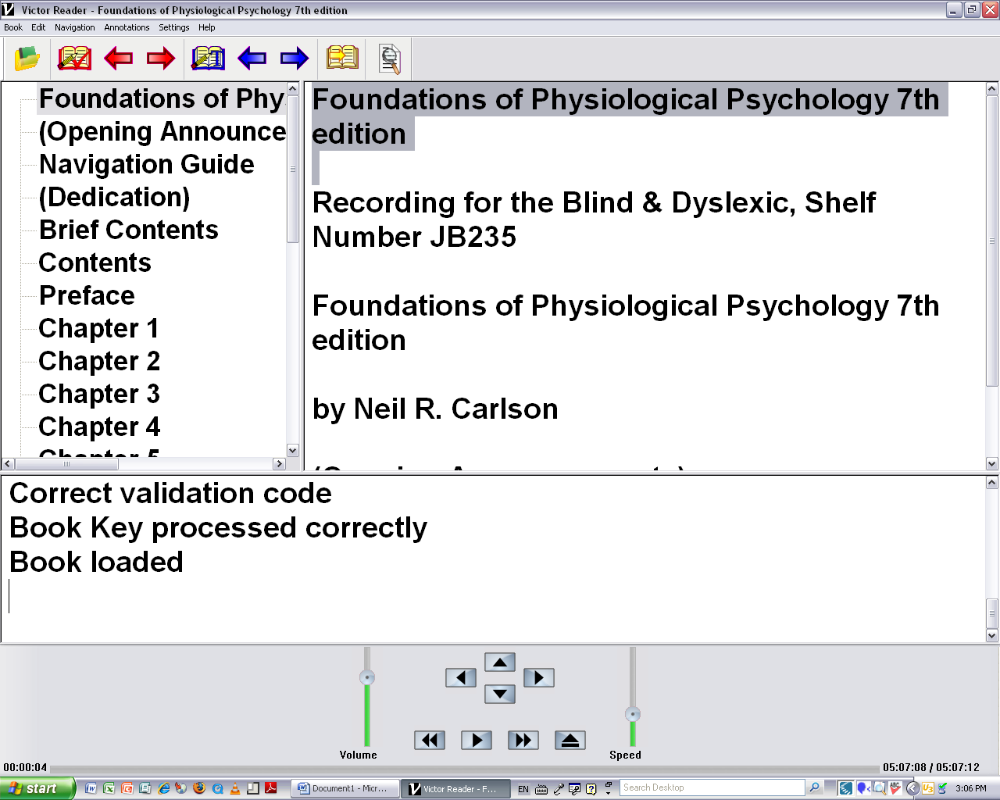 Victor Reader - Foundations of Physiological Psychology 7th edition
Book Edit Navigation Annotations Settings Help
Foundations of Phy
(Opening Announce
Navigation Guide
(Dedication)
Brief Contents
Contents
Preface
Chapter 1
Chapter 2
Chapter 3
Chapter 4
Chapter 5
Foundations of Physiological Psychology 7th
edition
Recording for the Blind & Dyslexic, Shelf
Number JB235
Foundations of Physiological Psychology 7th
edition
by Neil R. Carlson
Correct validation code
Book Key processed correctly
Book loaded
Volume
Speed
00:00:04
05:07:08 / 05:07:12
start
Document1 - Micr...
Victor Reader - F...
EN
Search Desktop
3:06 PM